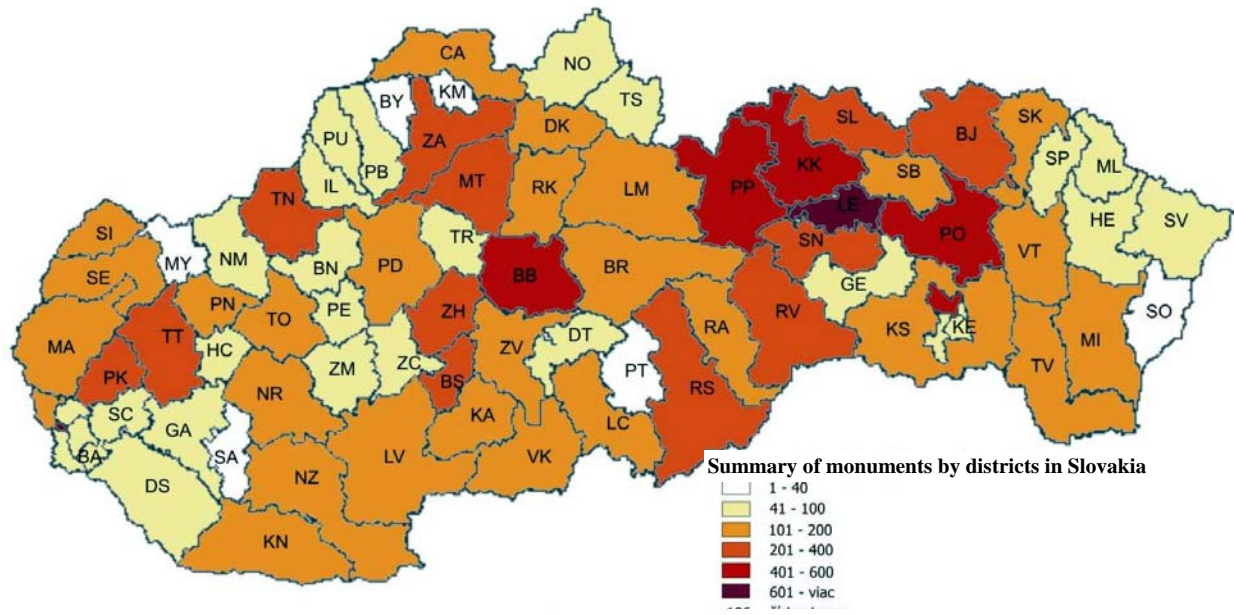 CA
NO
BY
KM
TS
PU
ZA
DK
SL
BJ
SK
PB
IL
MT
RK
LM
PP
KK
SB
SP
ML
TN
LE
HE
SV
SI
MY
NM
TR
SN
PO
VT
SE
BN
PD
BB
BR
GE
PN
TO
PE
ZH
RV
SO
MA
TT
HC
ZM
ZC
ZV
DT
RA
KS
KE
MI
PK
BS
PT
TV
SC
NR
KA
RS
GA
LC
BA
SA
LV
VK
DS
NZ
KN
Summary of monuments by districts in Slovakia
1 - 40
41 - 100
101 - 200
201 - 400
401 - 600
601 - viac